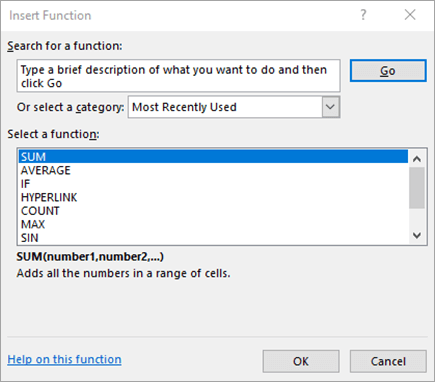 Insert Function
?
Search for a function:
Type a brief description of what you want to do and then
click Go
Go
Or select a category: Most Recently Used
Select a function:
SUM
AVERAGE
IF
HYPERLINK
COUNT
MAX
SIN
SUM(number1,number2,...)
Adds all the numbers in a range of cells.
Help on this function
OK
Cancel